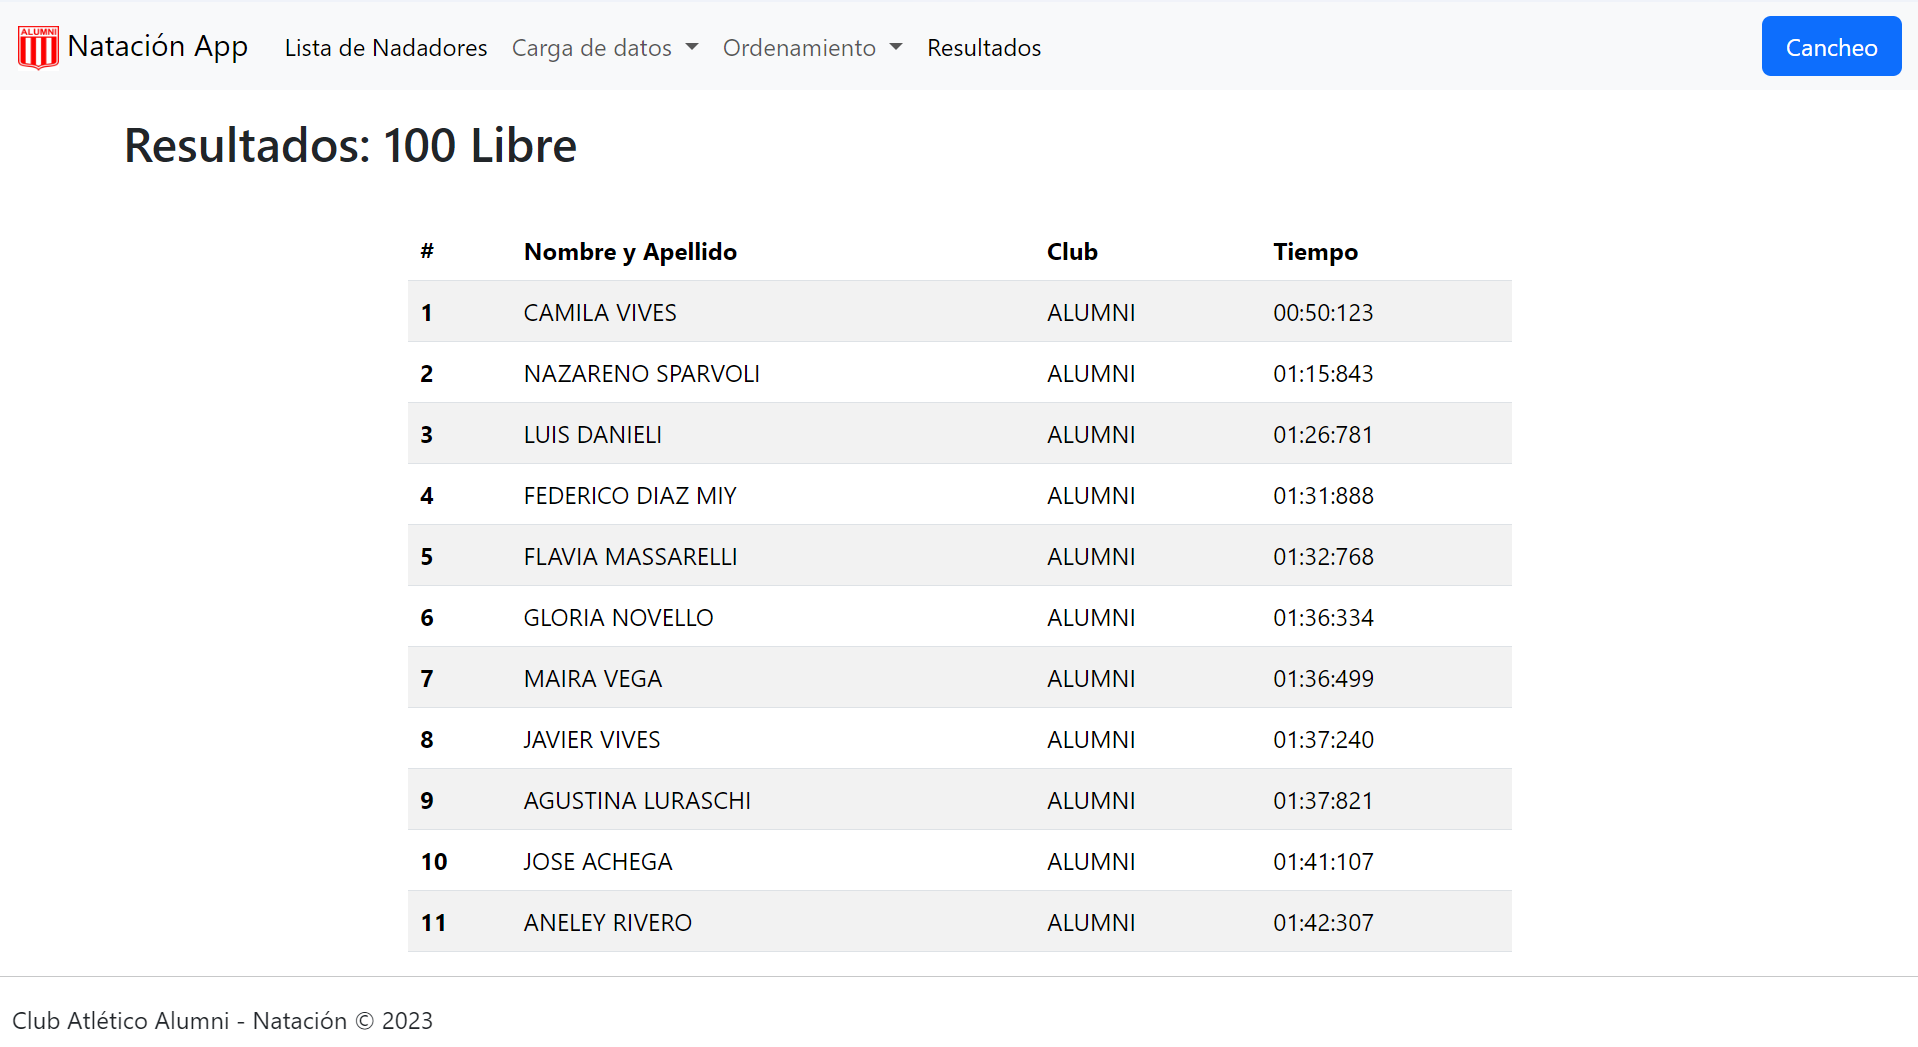 ALUMNI Natación App Lista de Nadadores Carga de datos Ordenamiento Resultados Cancheo
Resultados: 100 Libre
# Nombre y Apellido Club Tiempo
1 CAMILA VIVES ALUMNI 00:50:123
2 NAZARENO SPARVOLI ALUMNI 01:15:843
3 LUIS DANIELI ALUMNI 01:26:781
4 FEDERICO DIAZ MIY ALUMNI 01:31:888
5 FLAVIA MASSARELLI ALUMNI 01:32:768
6 GLORIA NOVELLO ALUMNI 01:36:334
7 MAIRA VEGA ALUMNI 01:36:499
8 JAVIER VIVES ALUMNI 01:37:240
9 AGUSTINA LURASCHI ALUMNI 01:37:821
10 JOSE ACHEGA ALUMNI 01:41:107
11 ANELEY RIVERO ALUMNI 01:42:307
Club Atlético Alumni - Natación © 2023